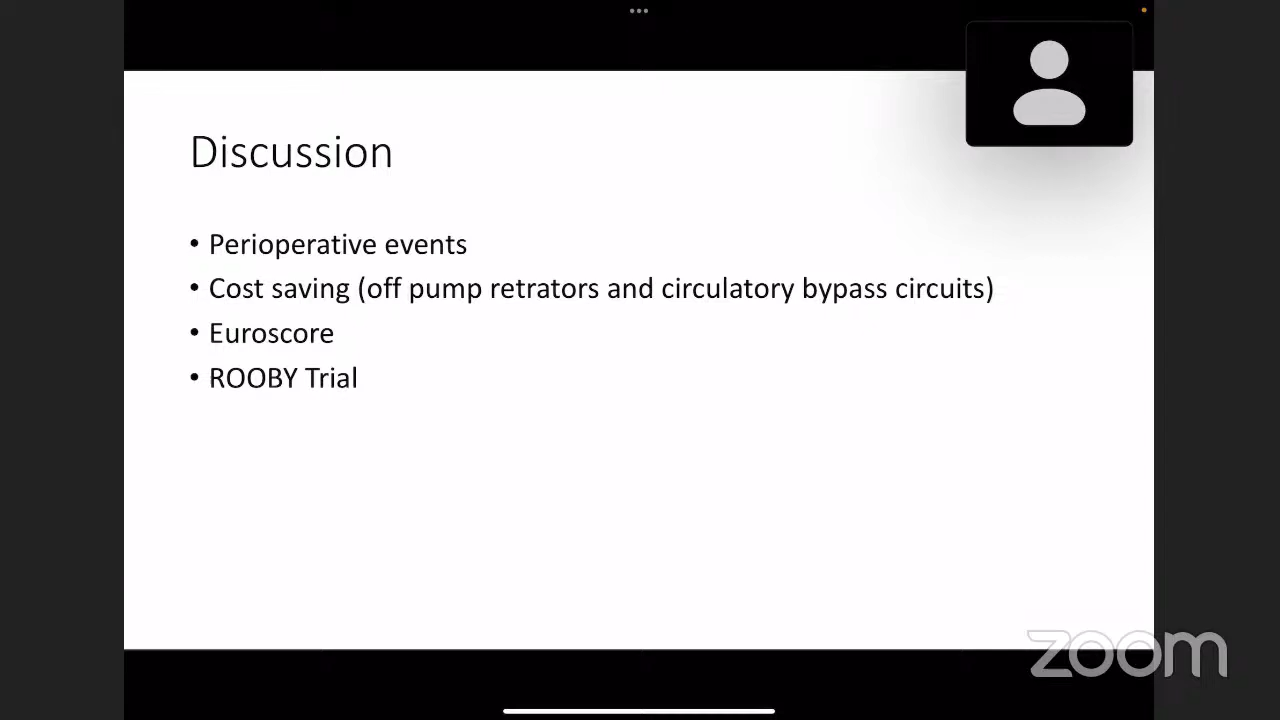 Discussion
• Perioperative events
• Cost saving (off pump retrators and circulatory bypass circuits)
• Euroscore
• ROOBY Trial
zoom